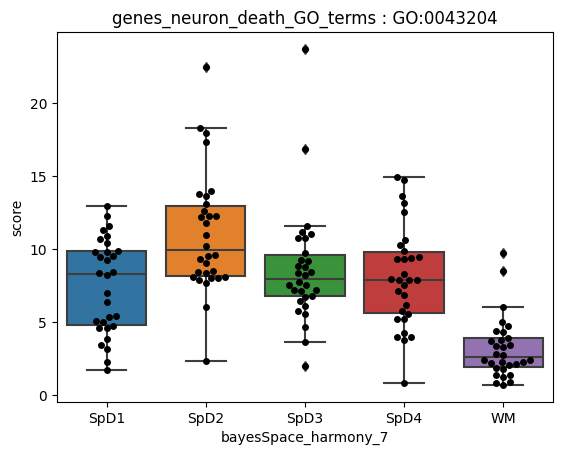 genes_neuron_death_GO_terms : GO:0043204
score
20
15
10
5
0
SpD1 SpD2 SpD3 SpD4 WM
bayesSpace_harmony_7